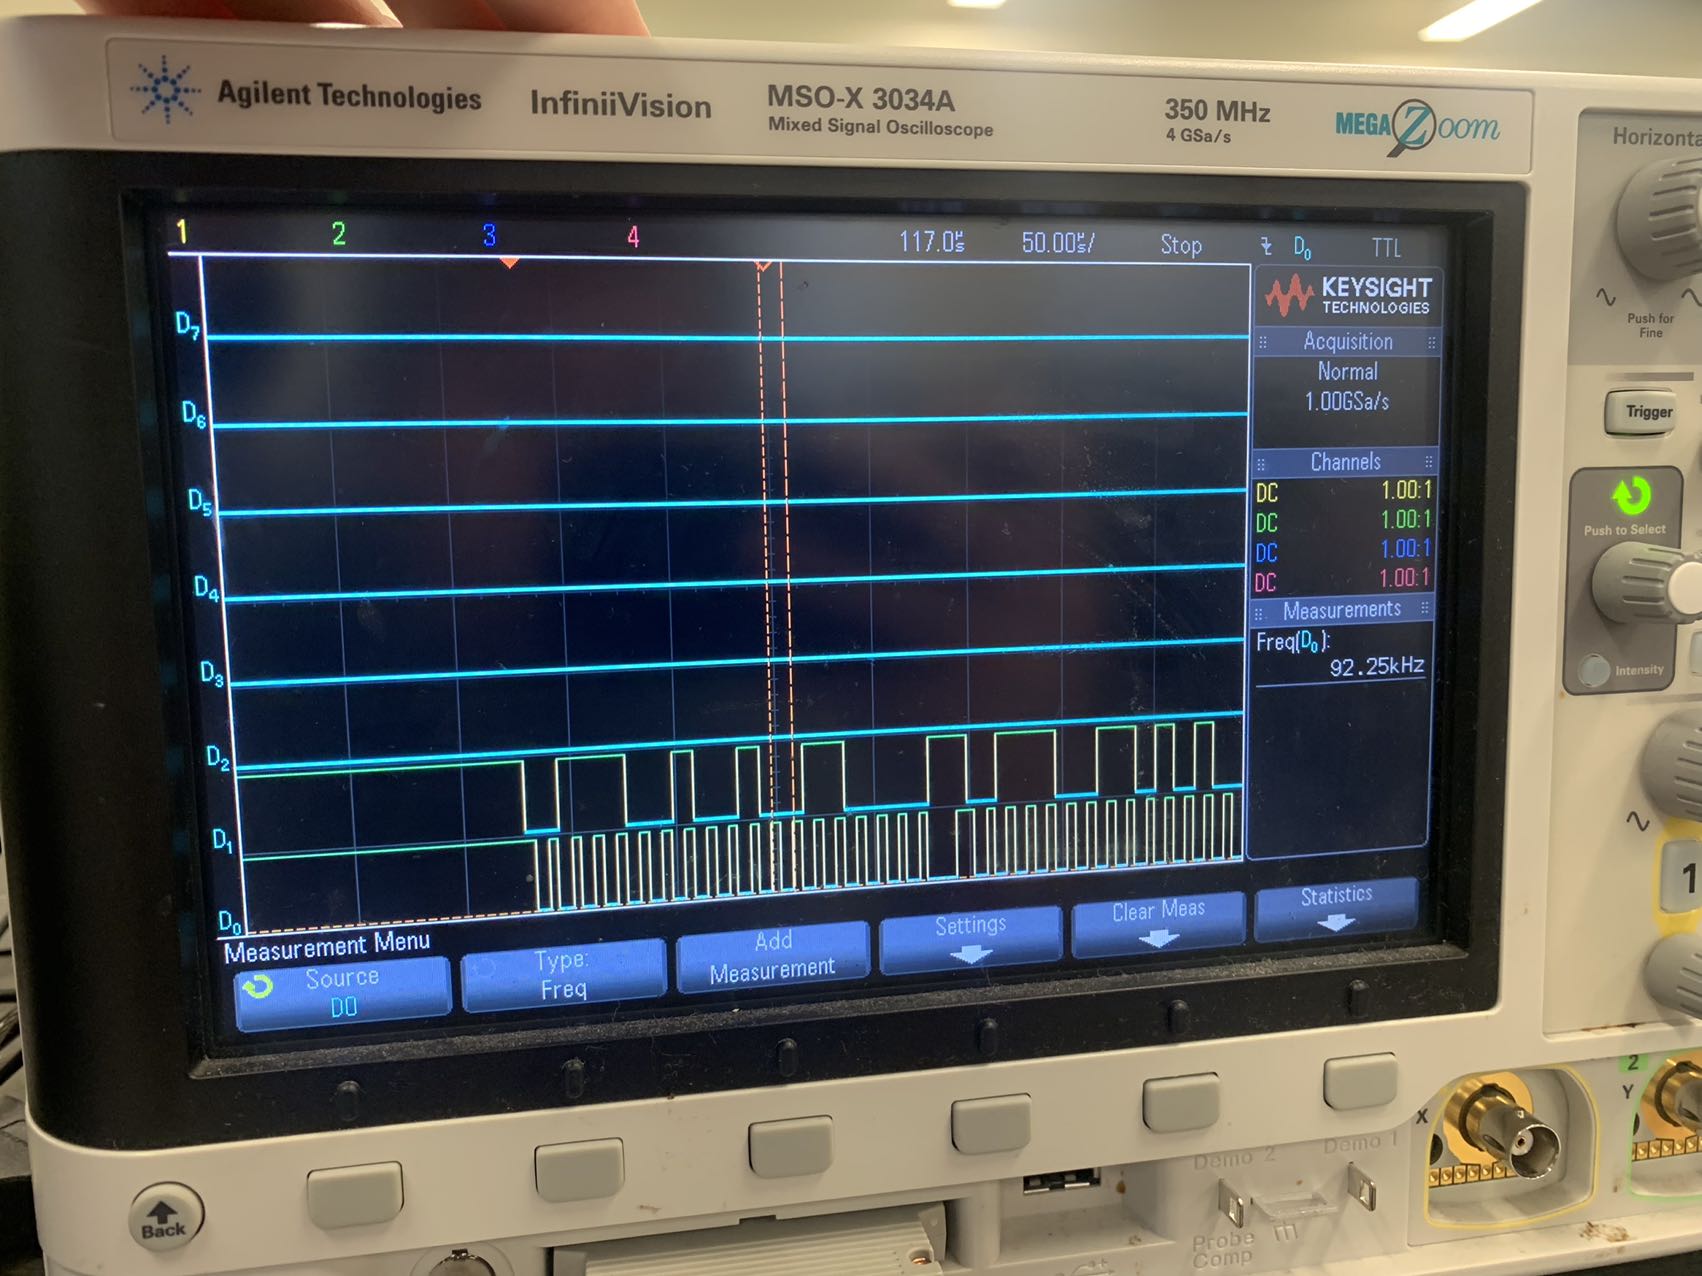 Agilent Technologies InfiniiVision MSO-X 3034A 350 MHz MEGA Zoom
Mixed Signal Oscilloscope 4 GSa/s
Horizonta
1 2 3 4 117.0µs 50.00µs/ Stop D0 TTL
KEYSIGHT
TECHNOLOGIES
Push for
Fine
D7
Acquisition
Normal
1.00GSa/s
Trigger
D6
Channels
DC 1.00:1
DC 1.00:1
DC 1.00:1
DC 1.00:1
Push to Select
D5
D4
Measurements
Freq(D0):
92.25kHz
Intensity
D3
D2
D1
D0
1
Measurement Menu
Source
D0
Type:
Freq
Add
Measurement
Settings
Clear Meas
Statistics
X
2
Y
Demo 2 Demo 1
Back
Probe
Comp